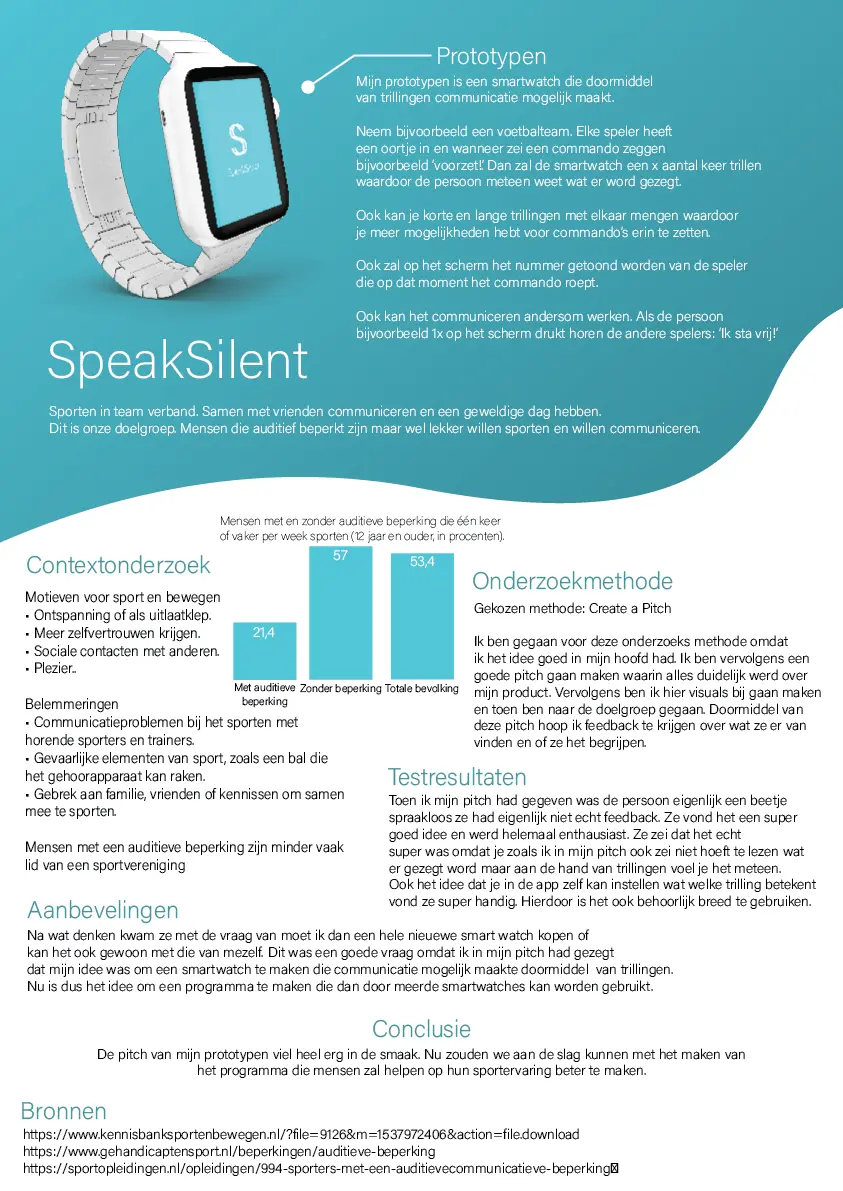 Prototypen
Mijn prototypen is een smartwatch die doormiddel
van trillingen communicatie mogelijk maakt.
Neem bijvoorbeeld een voetbalteam. Elke speler heeft
een oortje in en wanneer zei een commando zeggen
bijvoorbeeld ‘voorzet!’ Dan zal de smartwatch een x aantal keer trillen
waardoor de persoon meteen weet wat er word gezegt.
Ook kan je korte en lange trillingen met elkaar mengen waardoor
je meer mogelijkheden hebt voor commando’s erin te zetten.
Ook zal op het scherm het nummer getoond worden van de speler
die op dat moment het commando roept.
Ook kan het communiceren andersom werken. Als de persoon
bijvoorbeeld 1x op het scherm drukt horen de andere spelers: ‘Ik sta vrij!’
S
SpeakSilent
SpeakSilent
Sporten in team verband. Samen met vrienden communiceren en een geweldige dag hebben.
Dit is onze doelgroep. Mensen die auditief beperkt zijn maar wel lekker willen sporten en willen communiceren.
Mensen met en zonder auditieve beperking die één keer
of vaker per week sporten (12 jaar en ouder, in procenten).
21,4
57
53,4
Met auditieve
beperking
Zonder beperking
Totale bevolking
Contextonderzoek
Motieven voor sport en bewegen
• Ontspanning of als uitlaatklep.
• Meer zelfvertrouwen krijgen.
• Sociale contacten met anderen.
• Plezier..
Belemmeringen
• Communicatieproblemen bij het sporten met
horende sporters en trainers.
• Gevaarlijke elementen van sport, zoals een bal die
het gehoorapparaat kan raken.
• Gebrek aan familie, vrienden of kennissen om samen
mee te sporten.
Mensen met een auditieve beperking zijn minder vaak
lid van een sportvereniging
Onderzoekmethode
Gekozen methode: Create a Pitch
Ik ben gegaan voor deze onderzoeks methode omdat
ik het idee goed in mijn hoofd had. Ik ben vervolgens een
goede pitch gaan maken waarin alles duidelijk werd over
mijn product. Vervolgens ben ik hier visuals bij gaan maken
en toen ben naar de doelgroep gegaan. Doormiddel van
deze pitch hoop ik feedback te krijgen over wat ze er van
vinden en of ze het begrijpen.
Testresultaten
Toen ik mijn pitch had gegeven was de persoon eigenlijk een beetje
spraakloos ze had eigenlijk niet echt feedback. Ze vond het een super
goed idee en werd helemaal enthusiast. Ze zei dat het echt
super was omdat je zoals ik in mijn pitch ook zei niet hoeft te lezen wat
er gezegt word maar aan de hand van trillingen voel je het meteen.
Ook het idee dat je in de app zelf kan instellen wat welke trilling betekent
vond ze super handig. Hierdoor is het ook behoorlijk breed te gebruiken.
Aanbevelingen
Na wat denken kwam ze met de vraag van moet ik dan een hele nieuewe smart watch kopen of
kan het ook gewoon met die van mezelf. Dit was een goede vraag omdat ik in mijn pitch had gezegt
dat mijn idee was om een smartwatch te maken die communicatie mogelijk maakte doormiddel van trillingen.
Nu is dus het idee om een programma te maken die dan door meerde smartwatches kan worden gebruikt.
Conclusie
De pitch van mijn prototypen viel heel erg in de smaak. Nu zouden we aan de slag kunnen met het maken van
het programma die mensen zal helpen op hun sportervaring beter te maken.
Bronnen
https://www.kennisbanksportenbewegen.nl/?file=9126&m=1537972406&action=file.download
https://www.gehandicaptensport.nl/beperkingen/auditieve-beperking
https://sportopleidingen.nl/opleidingen/994-sporters-met-een-auditievecommunicatieve-beperking